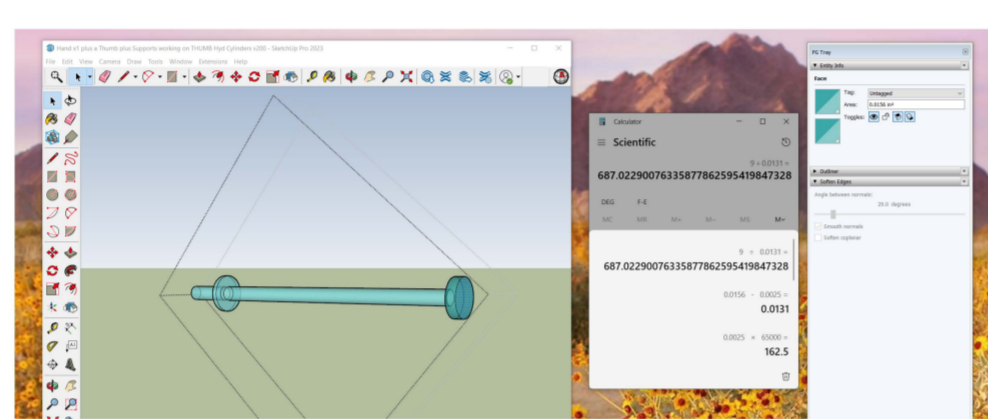 Hand v1 plus a Thumb plus Supports working on THUMB Hyd Cylinders v200 - SketchUp Pro 2023
File Edit View Camera Draw Tools Window Extensions Help
PG Tray
Entity Info
Face
Tag: Untagged
Area: 0.0156 in²
Toggles:
Outliner
Soften Edges
Angle between normals:
20.0 degrees
Smooth normals
Soften coplanar
Calculator
Scientific
9 ÷ 0.0131 =
687.02290076335877862595419847328
DEG F-E
MC MR M+ M- MS M
9 ÷ 0.0131 =
687.02290076335877862595419847328
0.0156 - 0.0025 =
0.0131
0.0025 × 65000 =
162.5